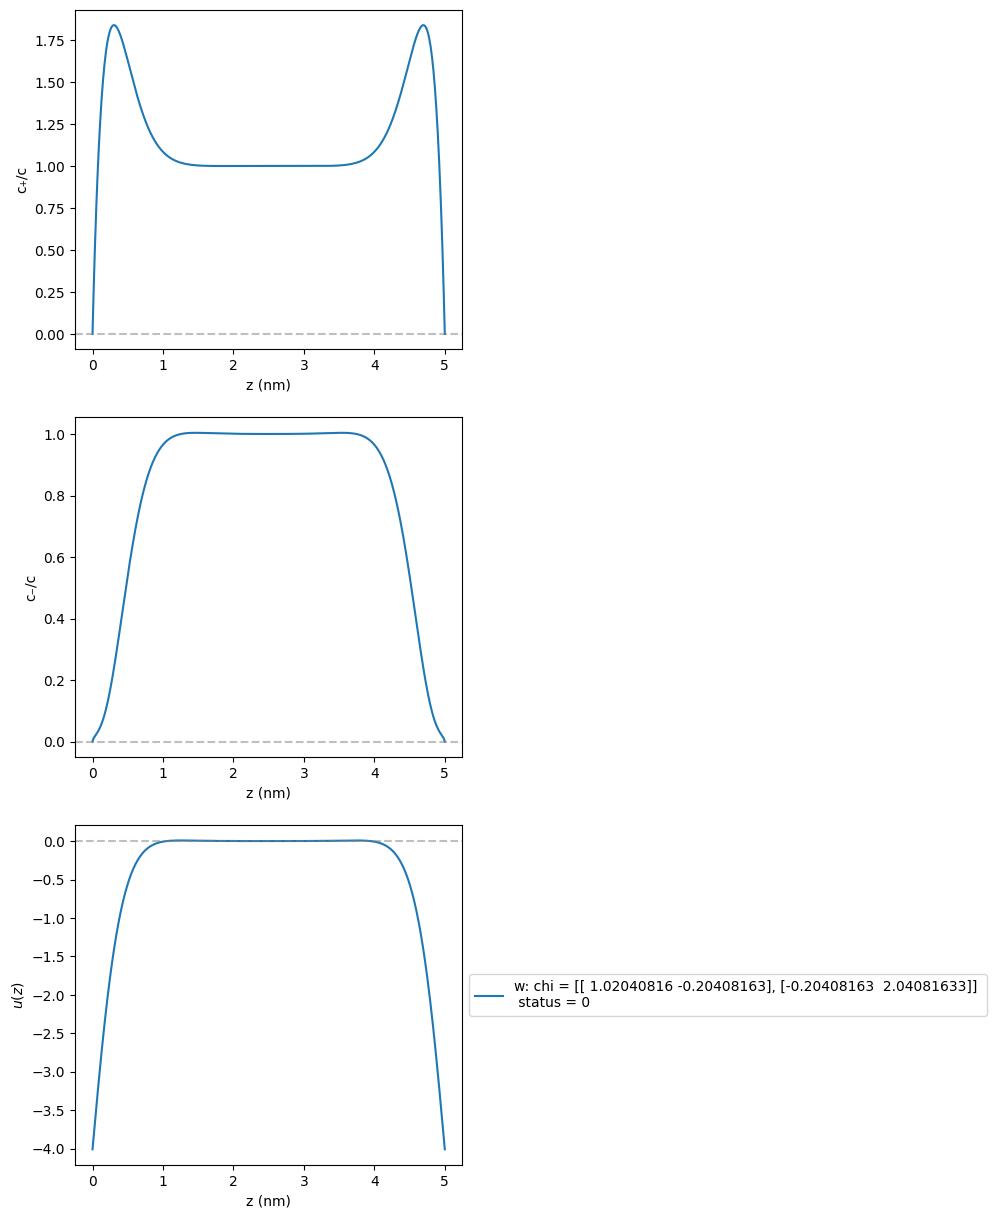 1.75
1.50
1.25
1.00
0.75
0.50
0.25
0.00
c₊/c
0 1 2 3 4 5
z (nm)
1.0
0.8
0.6
0.4
0.2
0.0
c₋/c
0 1 2 3 4 5
z (nm)
0.0
−0.5
−1.0
−1.5
−2.0
−2.5
−3.0
−3.5
−4.0
u(z)
0 1 2 3 4 5
z (nm)
w: chi = [[ 1.02040816 -0.20408163], [-0.20408163  2.04081633]]
status = 0